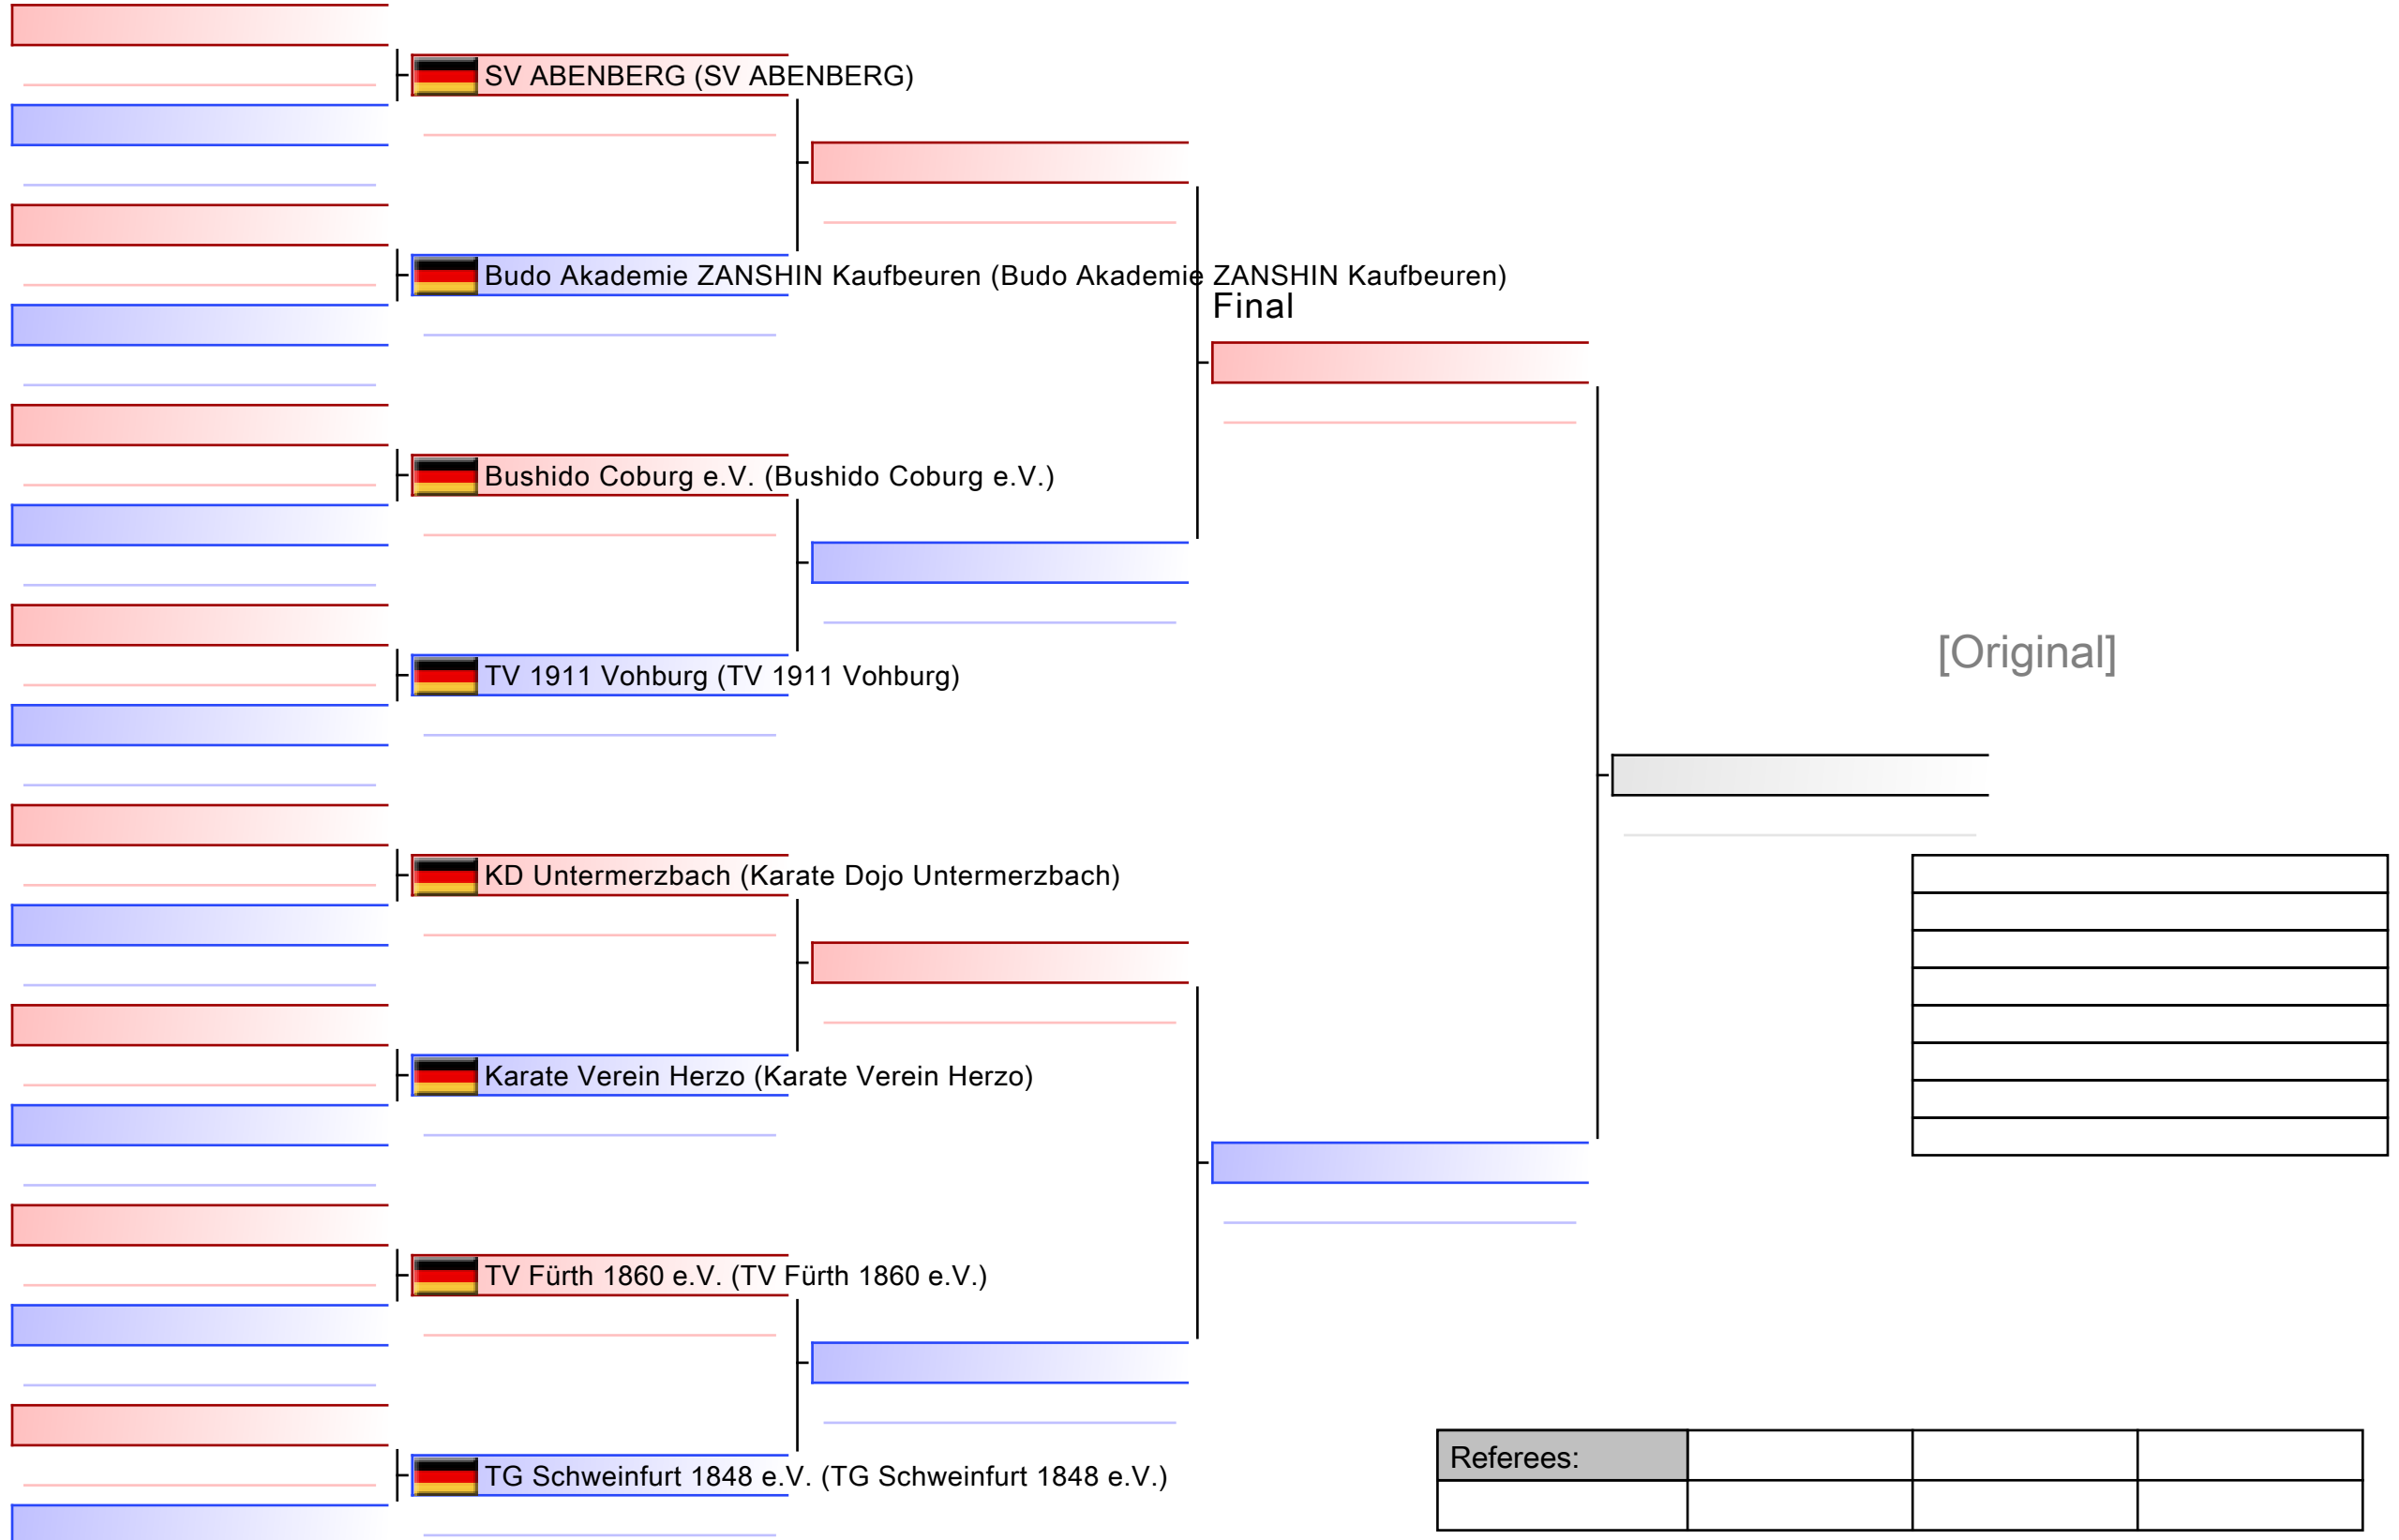 SV ABENBERG (SV ABENBERG)
Budo Akademie ZANSHIN Kaufbeuren (Budo Akademie ZANSHIN Kaufbeuren)
Final
Bushido Coburg e.V. (Bushido Coburg e.V.)
[Original]
TV 1911 Vohburg (TV 1911 Vohburg)
KD Untermerzbach (Karate Dojo Untermerzbach)
Karate Verein Herzo (Karate Verein Herzo)
TV Fürth 1860 e.V. (TV Fürth 1860 e.V.)
Referees:
TG Schweinfurt 1848 e.V. (TG Schweinfurt 1848 e.V.)